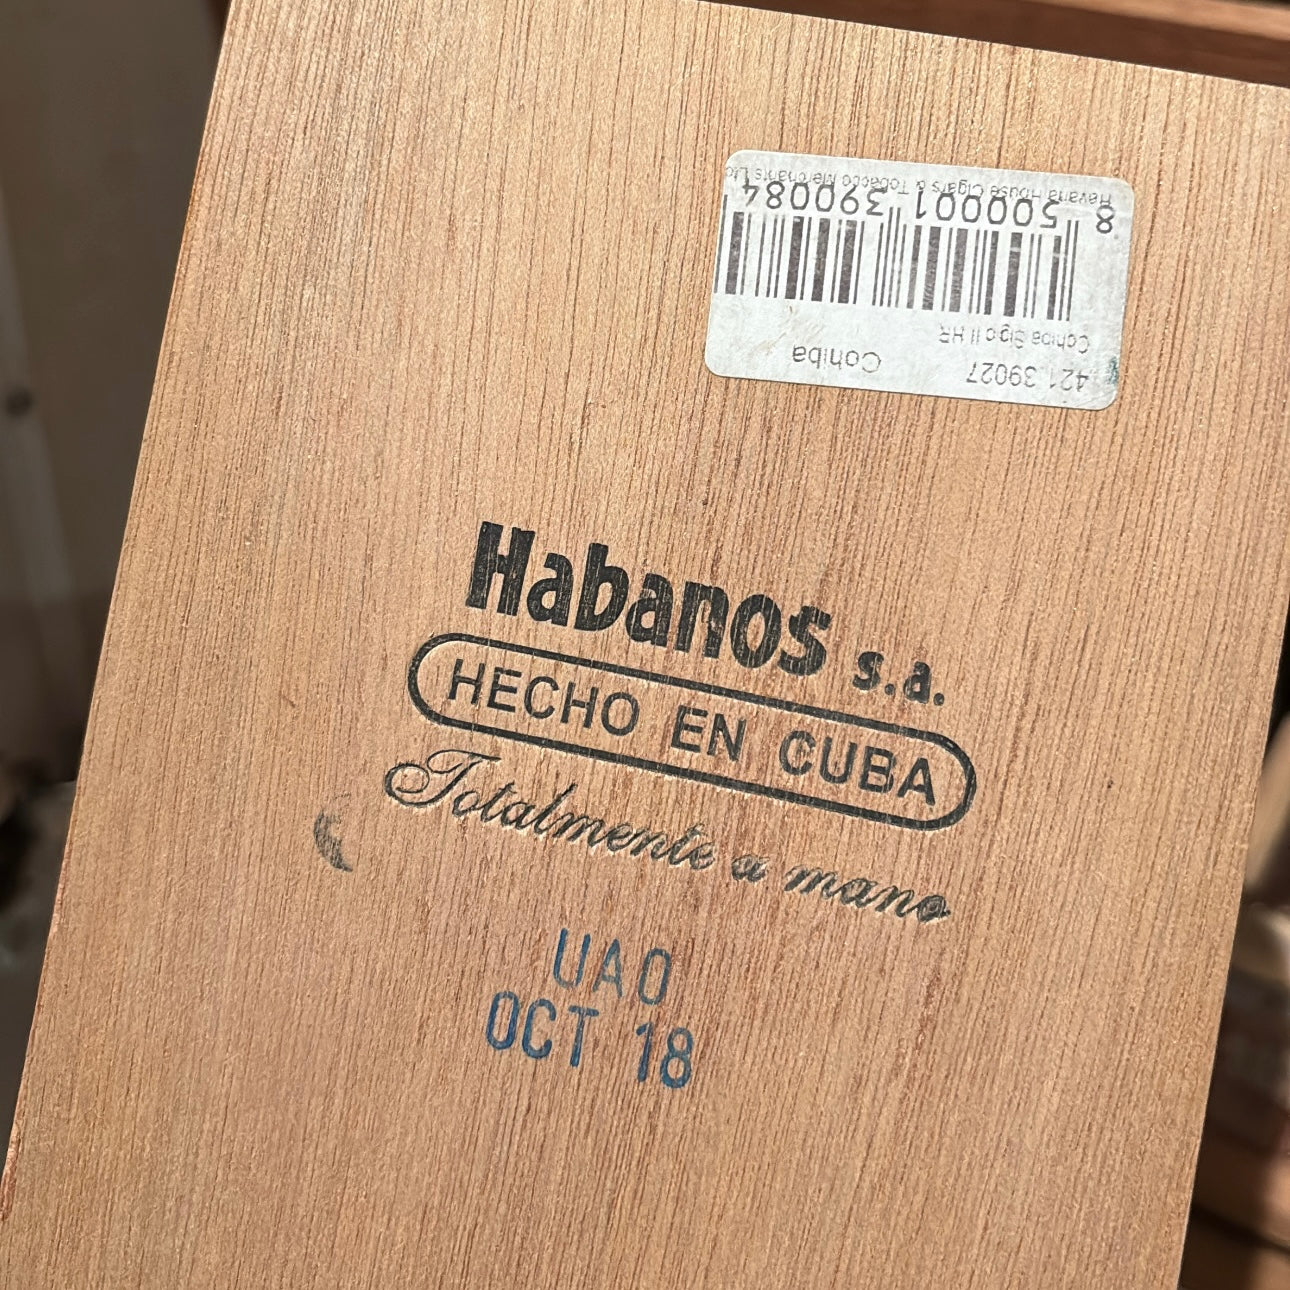 421 39027 Cohiba
Cohiba Siglo II HR
8 500001 390084
Havana House Cigars & Tobacco Merchants Ltd
Habanos s.a.
HECHO EN CUBA
Totalmente a mano
UAO
OCT 18